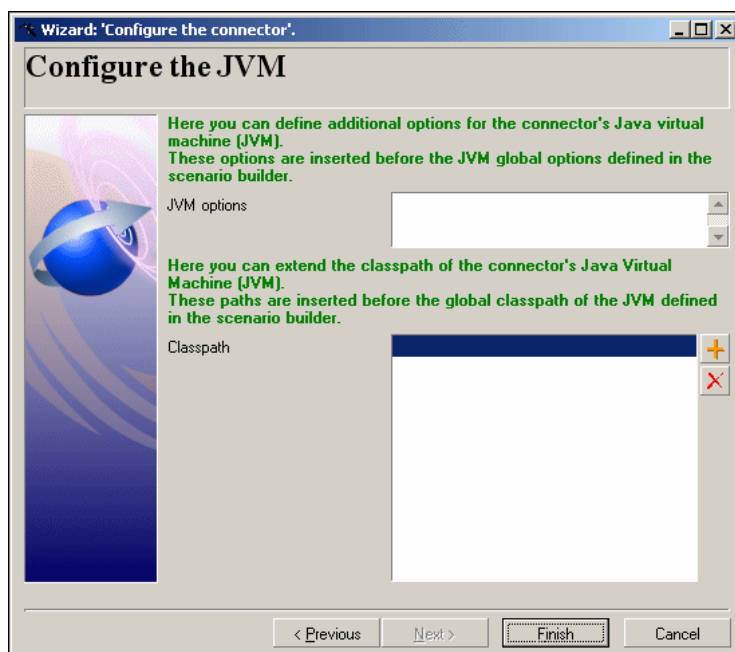 Wizard: 'Configure the connector'.
Configure the JVM
Here you can define additional options for the connector's Java virtual
machine (JVM).
These options are inserted before the JVM global options defined in the
scenario builder.
JVM options
Here you can extend the classpath of the connector's Java Virtual
Machine (JVM).
These paths are inserted before the global classpath of the JVM defined
in the scenario builder.
Classpath
< Previous
Next >
Finish
Cancel